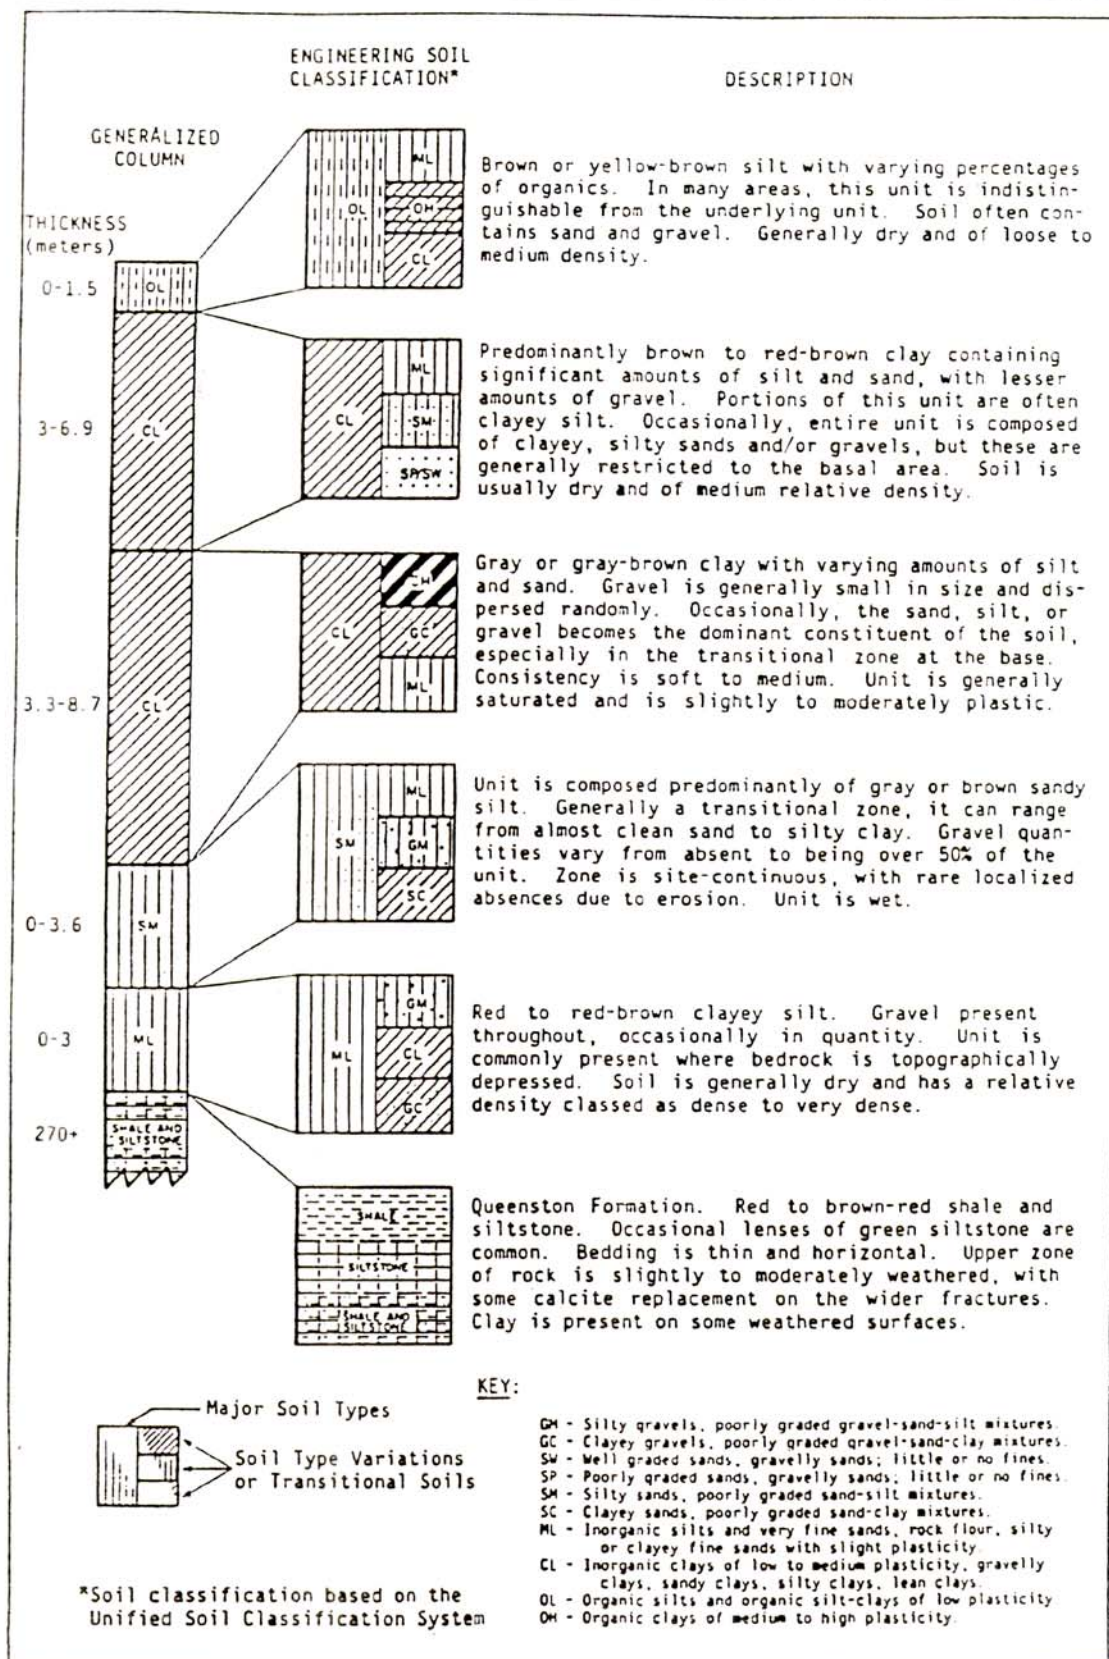 ENGINEERING SOIL
CLASSIFICATION*
DESCRIPTION
GENERALIZED
COLUMN
THICKNESS
(meters)
0-1.5
OL
3-6.9
CL
3.3-8.7
CL
0-3.6
SM
0-3
ML
270+
SHALE AND
SILTSTONE
OL
ML
OH
CL
Brown or yellow-brown silt with varying percentages
of organics. In many areas, this unit is indistin-
guishable from the underlying unit. Soil often con-
tains sand and gravel. Generally dry and of loose to
medium density.
CL
ML
SM
SP/SW
Predominantly brown to red-brown clay containing
significant amounts of silt and sand, with lesser
amounts of gravel. Portions of this unit are often
clayey silt. Occasionally, entire unit is composed
of clayey, silty sands and/or gravels, but these are
generally restricted to the basal area. Soil is
usually dry and of medium relative density.
CL
CH
GC
ML
Gray or gray-brown clay with varying amounts of silt
and sand. Gravel is generally small in size and dis-
persed randomly. Occasionally, the sand, silt, or
gravel becomes the dominant constituent of the soil,
especially in the transitional zone at the base.
Consistency is soft to medium. Unit is generally
saturated and is slightly to moderately plastic.
SM
ML
GM
SC
Unit is composed predominantly of gray or brown sandy
silt. Generally a transitional zone, it can range
from almost clean sand to silty clay. Gravel quan-
tities vary from absent to being over 50% of the
unit. Zone is site-continuous, with rare localized
absences due to erosion. Unit is wet.
ML
GM
CL
GC
Red to red-brown clayey silt. Gravel present
throughout, occasionally in quantity. Unit is
commonly present where bedrock is topographically
depressed. Soil is generally dry and has a relative
density classed as dense to very dense.
SHALE
SILTSTONE
SHALE AND
SILTSTONE
Queenston Formation. Red to brown-red shale and
siltstone. Occasional lenses of green siltstone are
common. Bedding is thin and horizontal. Upper zone
of rock is slightly to moderately weathered, with
some calcite replacement on the wider fractures.
Clay is present on some weathered surfaces.
Major Soil Types
Soil Type Variations
or Transitional Soils
*Soil classification based on the
Unified Soil Classification System
KEY:
GM - Silty gravels, poorly graded gravel-sand-silt mixtures.
GC - Clayey gravels, poorly graded gravel-sand-clay mixtures.
SW - Well graded sands, gravelly sands; little or no fines.
SP - Poorly graded sands, gravelly sands; little or no fines.
SM - Silty sands, poorly graded sand-silt mixtures.
SC - Clayey sands, poorly graded sand-clay mixtures.
ML - Inorganic silts and very fine sands, rock flour, silty
or clayey fine sands with slight plasticity.
CL - Inorganic clays of low to medium plasticity, gravelly
clays, sandy clays, silty clays, lean clays.
OL - Organic silts and organic silt-clays of low plasticity
OH - Organic clays of medium to high plasticity.